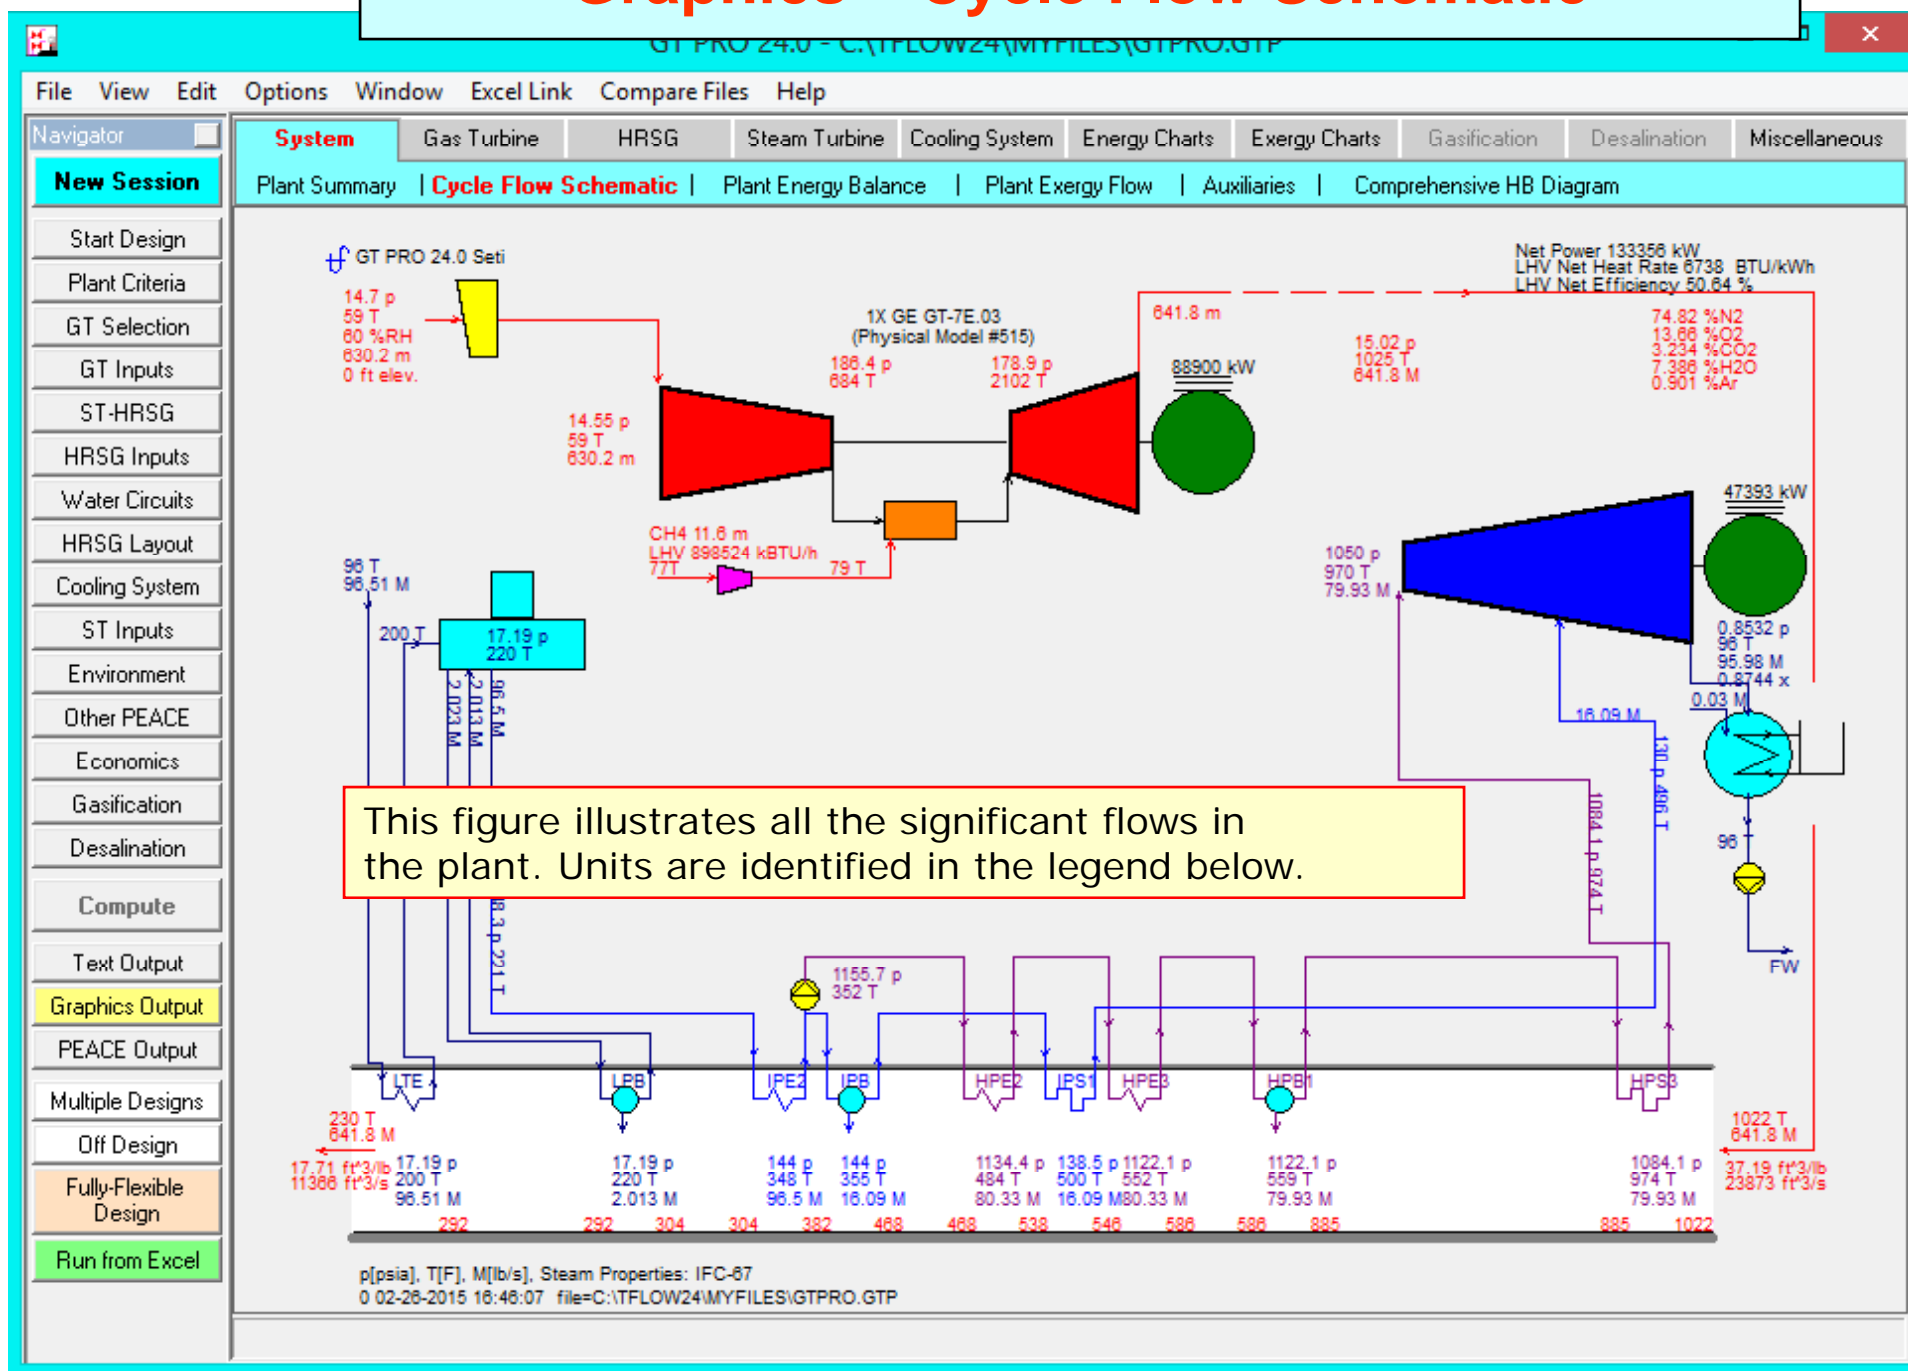 Graphics – Cycle Flow Schematic
GT PRO 24.0 - C:\TFLOW24\MYFILES\GTPRO.GTP
File View Edit Options Window Excel Link Compare Files Help
Navigator
New Session
Start Design
Plant Criteria
GT Selection
GT Inputs
ST-HRSG
HRSG Inputs
Water Circuits
HRSG Layout
Cooling System
ST Inputs
Environment
Other PEACE
Economics
Gasification
Desalination
Compute
Text Output
Graphics Output
PEACE Output
Multiple Designs
Off Design
Fully-Flexible
Design
Run from Excel
System Gas Turbine HRSG Steam Turbine Cooling System Energy Charts Exergy Charts Gasification Desalination Miscellaneous
Plant Summary | Cycle Flow Schematic | Plant Energy Balance | Plant Exergy Flow | Auxiliaries | Comprehensive HB Diagram
GT PRO 24.0 Seti
Net Power 133356 kW
LHV Net Heat Rate 6738 BTU/kWh
LHV Net Efficiency 50.64 %
14.7 p
59 T
60 %RH
630.2 m
0 ft elev.
1X GE GT-7E.03
(Physical Model #515)
186.4 p
684 T
178.9 p
2102 T
641.8 m
88900 kW
15.02 p
1025 T
641.8 M
74.82 %N2
13.66 %O2
3.234 %CO2
7.386 %H2O
0.901 %Ar
14.55 p
59 T
630.2 m
CH4 11.6 m
LHV 898524 kBTU/h
77T
79 T
47393 kW
1050 p
970 T
79.93 M
0.8532 p
96 T
95.98 M
0.8744 x
0.03 M
96 T
96.51 M
200 T
17.19 p
220 T
2.023 M
2.013 M
96.5 M
16.09 M
130 p 496 T
1084.1 p 974 T
96 T
FW
This figure illustrates all the significant flows in
the plant. Units are identified in the legend below.
8.3 p 221 T
1155.7 p
352 T
LTE LPB IPE2 IPB HPE2 IPS1 HPE3 HPB1 HPS3
230 T
641.8 M
17.71 ft^3/lb
11366 ft^3/s
17.19 p
200 T
96.51 M
17.19 p
220 T
2.013 M
144 p
348 T
96.5 M
144 p
355 T
16.09 M
1134.4 p
484 T
80.33 M
138.5 p
500 T
16.09 M
1122.1 p
552 T
80.33 M
1122.1 p
559 T
79.93 M
1084.1 p
974 T
79.93 M
1022 T
641.8 M
37.19 ft^3/lb
23873 ft^3/s
292 292 304 304 382 468 468 538 546 586 586 885 885 1022
p[psia], T[F], M[lb/s], Steam Properties: IFC-67
0 02-26-2015 16:46:07 file=C:\TFLOW24\MYFILES\GTPRO.GTP